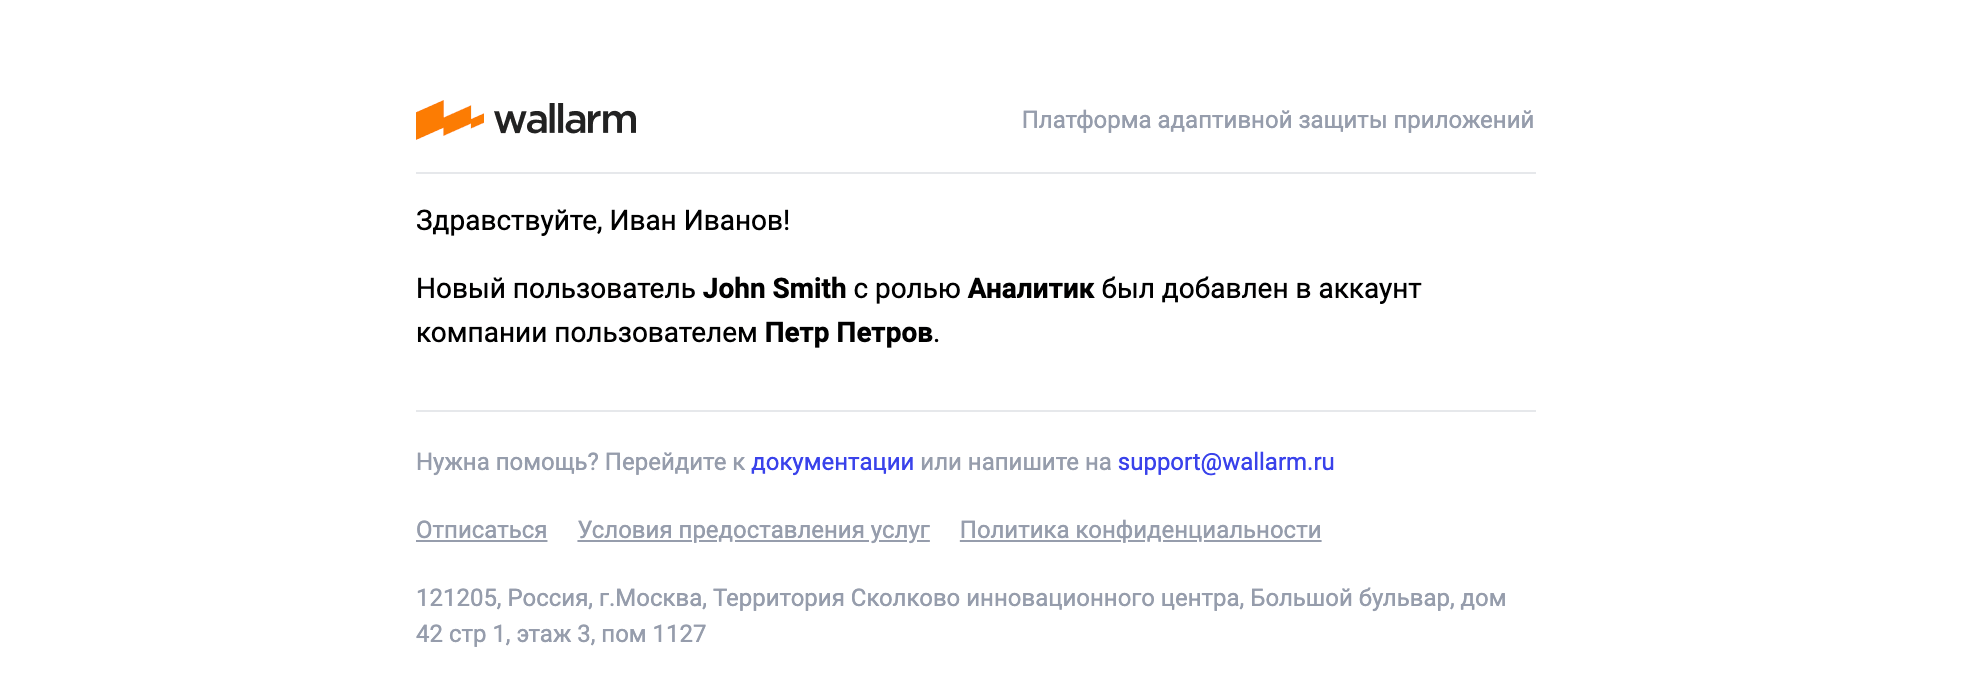 wallarm
Платформа адаптивной защиты приложений
Здравствуйте, Иван Иванов!
Новый пользователь John Smith с ролью Аналитик был добавлен в аккаунт
компании пользователем Петр Петров.
Нужна помощь? Перейдите к документации или напишите на support@wallarm.ru
Отписаться Условия предоставления услуг Политика конфиденциальности
121205, Россия, г.Москва, Территория Сколково инновационного центра, Большой бульвар, дом
42 стр 1, этаж 3, пом 1127